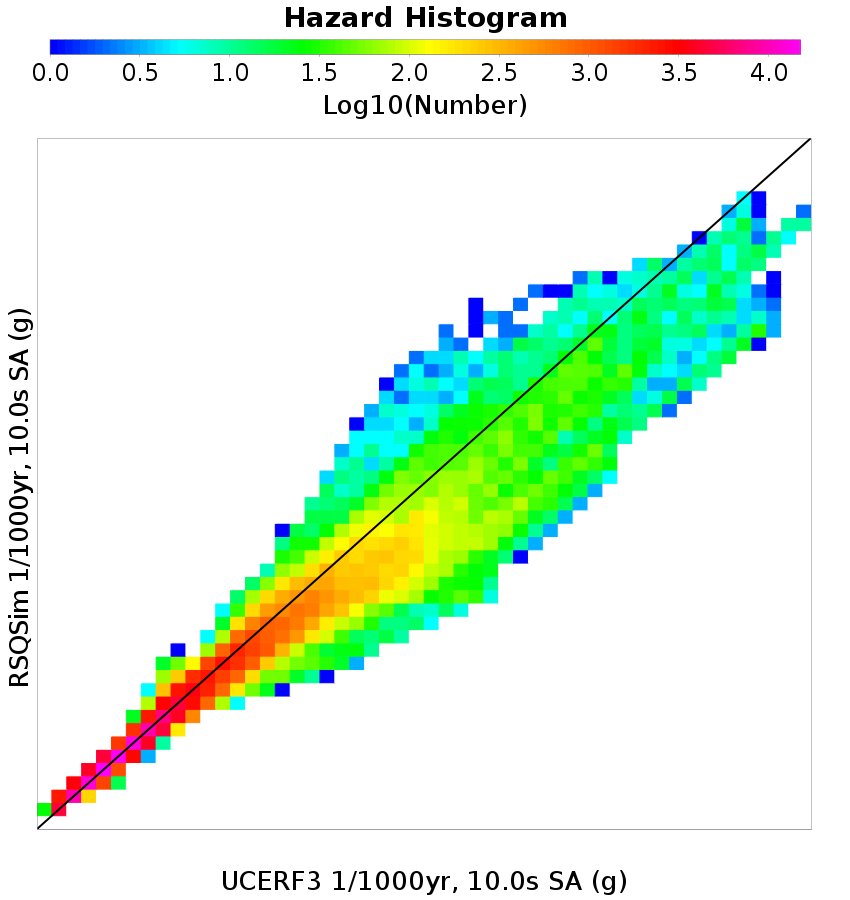 Hazard Histogram
0.0 0.5 1.0 1.5 2.0 2.5 3.0 3.5 4.0
Log10(Number)
RSQSim 1/1000yr, 10.0s SA (g)
UCERF3 1/1000yr, 10.0s SA (g)